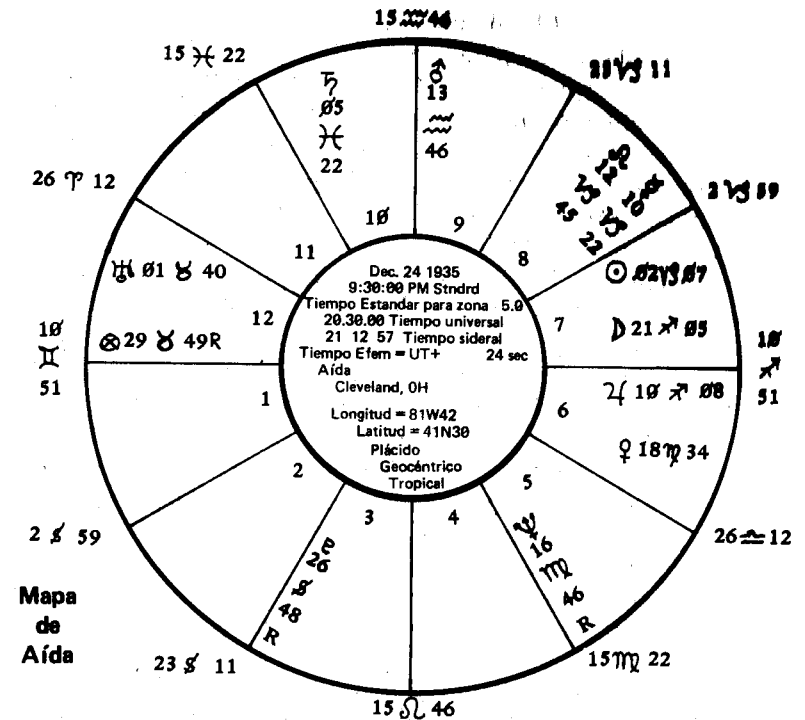 15 ♒ 46
15 ♓ 22
♄ 05 ♓ 22
♂ 13 ♒ 46
23 ♑ 11
26 ♈ 12
☊ 12 ♑ 45
☿ 10 ♑ 22
2 ♑ 59
10
9
11
8
♅ 01 ♉ 40
☉ 02 ♑ 07
12
7
⊗ 29 ♉ 49R
☽ 21 ♐ 05
10 ♊ 51
10 ♐ 51
Dec. 24 1935
9:30:00 PM Stndrd
Tiempo Estandar para zona 5.0
20.30.00 Tiempo universal
21 12 57 Tiempo sideral
Tiempo Efem = UT+ 24 sec
Aída
Cleveland, OH
Longitud = 81W42
Latitud = 41N30
Plácido
Geocéntrico
Tropical
1
6
♃ 10 ♐ 08
♀ 18 ♏ 34
2
5
3
4
2 ♋ 59
26 ♎ 12
♇ 26 ♋ 48 R
♆ 16 ♍ 46 R
Mapa
de
Aída
23 ♋ 11
15 ♍ 22
15 ♌ 46